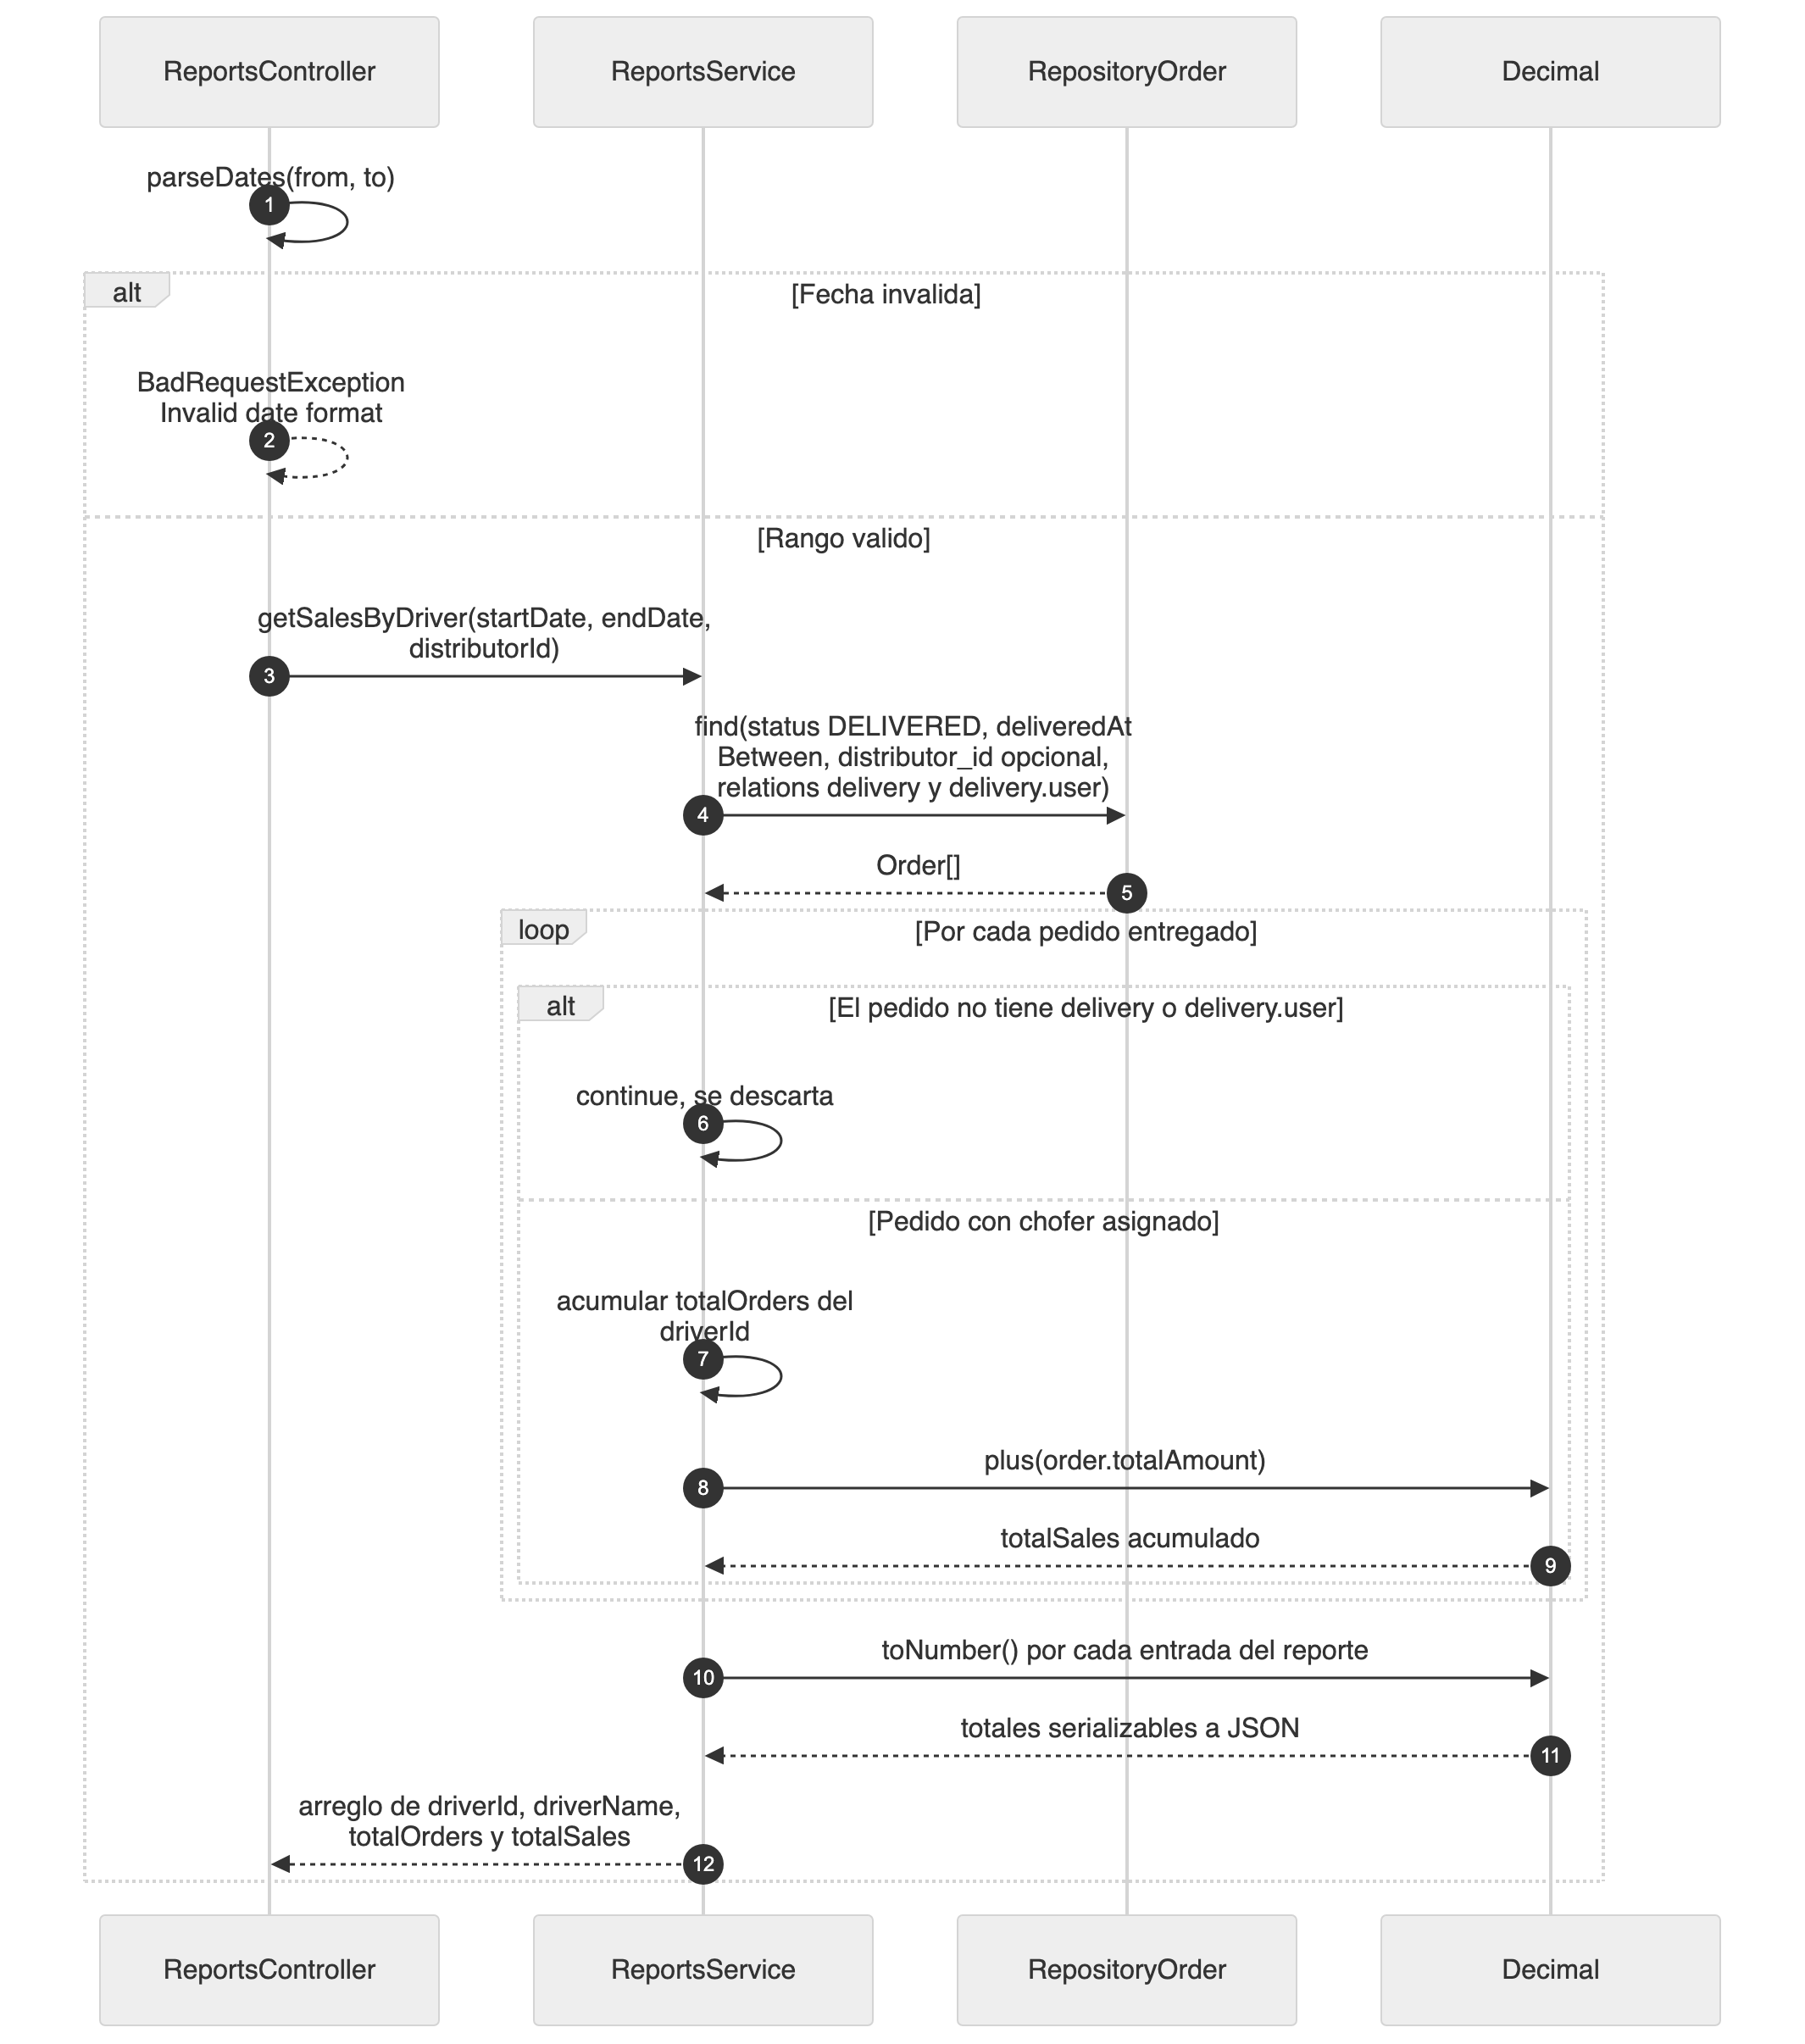 ReportsController
ReportsService
RepositoryOrder
Decimal
parseDates(from, to)
1
alt
[Fecha invalida]
BadRequestException
Invalid date format
2
[Rango valido]
getSalesByDriver(startDate, endDate,
distributorId)
3
find(status DELIVERED, deliveredAt
Between, distributor_id opcional,
relations delivery y delivery.user)
4
Order[]
5
loop
[Por cada pedido entregado]
alt
[El pedido no tiene delivery o delivery.user]
continue, se descarta
6
[Pedido con chofer asignado]
acumular totalOrders del
driverId
7
plus(order.totalAmount)
8
totalSales acumulado
9
toNumber() por cada entrada del reporte
10
totales serializables a JSON
11
arreglo de driverId, driverName,
totalOrders y totalSales
12
ReportsController
ReportsService
RepositoryOrder
Decimal